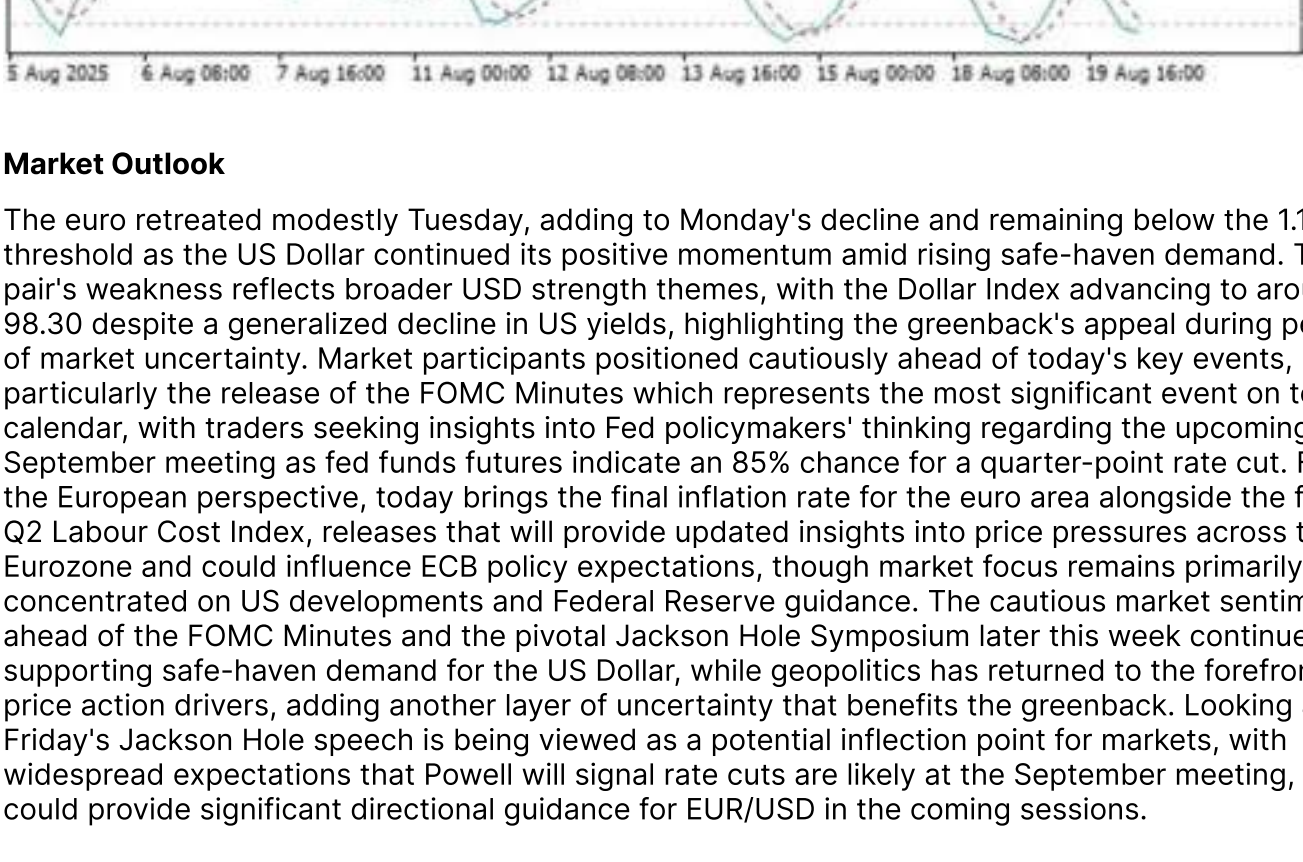 5 Aug 2025 6 Aug 08:00 7 Aug 16:00 11 Aug 00:00 12 Aug 08:00 13 Aug 16:00 15 Aug 00:00 18 Aug 08:00 19 Aug 16:00
Market Outlook
The euro retreated modestly Tuesday, adding to Monday's decline and remaining below the 1.1
threshold as the US Dollar continued its positive momentum amid rising safe-haven demand.
pair's weakness reflects broader USD strength themes, with the Dollar Index advancing to
98.30 despite a generalized decline in US yields, highlighting the greenback's appeal during
of market uncertainty. Market participants positioned cautiously ahead of today's key events,
particularly the release of the FOMC Minutes which represents the most significant event on
calendar, with traders seeking insights into Fed policymakers' thinking regarding the upcoming
September meeting as fed funds futures indicate an 85% chance for a quarter-point rate cut.
the European perspective, today brings the final inflation rate for the euro area alongside the
Q2 Labour Cost Index, releases that will provide updated insights into price pressures across
Eurozone and could influence ECB policy expectations, though market focus remains primarily
concentrated on US developments and Federal Reserve guidance. The cautious market
ahead of the FOMC Minutes and the pivotal Jackson Hole Symposium later this week continue
supporting safe-haven demand for the US Dollar, while geopolitics has returned to the
price action drivers, adding another layer of uncertainty that benefits the greenback. Looking
Friday's Jackson Hole speech is being viewed as a potential inflection point for markets, with
widespread expectations that Powell will signal rate cuts are likely at the September meeting,
could provide significant directional guidance for EUR/USD in the coming sessions.